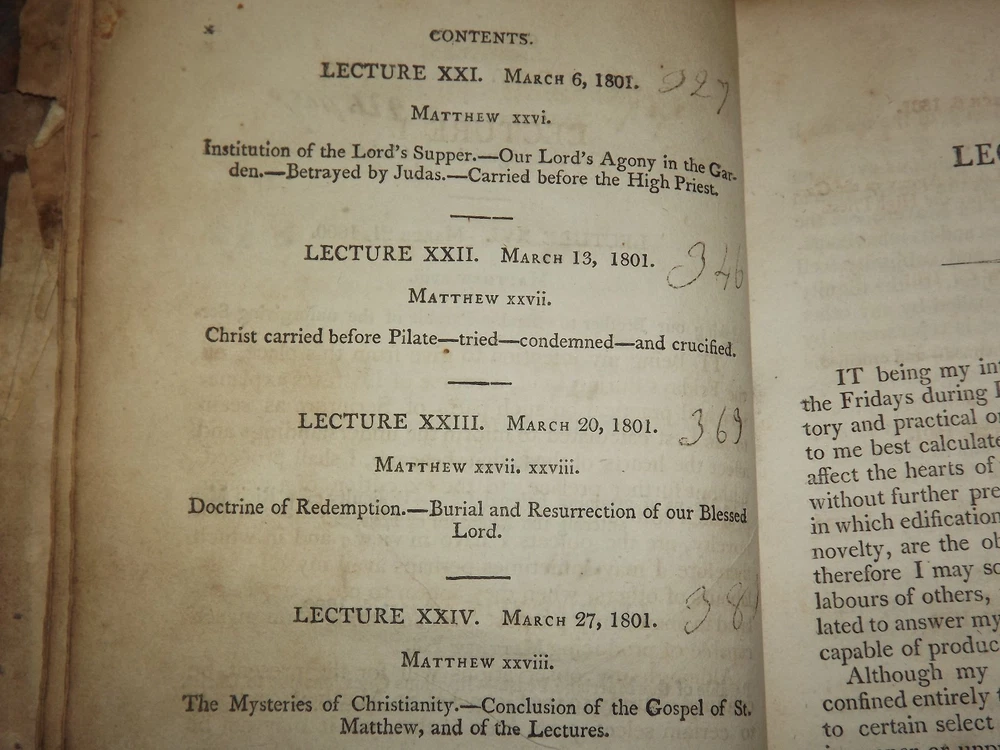 CONTENTS.
LECTURE XXI. March 6, 1801. 327
Matthew xxvi.
Institution of the Lord's Supper.—Our Lord's Agony in the Gar-
den.—Betrayed by Judas.—Carried before the High Priest.
LECTURE XXII. March 13, 1801. 346
Matthew xxvii.
Christ carried before Pilate—tried—condemned—and crucified.
LECTURE XXIII. March 20, 1801. 369
Matthew xxvii. xxviii.
Doctrine of Redemption.—Burial and Resurrection of our Blessed
Lord.
LECTURE XXIV. March 27, 1801. 384
Matthew xxviii.
The Mysteries of Christianity.—Conclusion of the Gospel of St.
Matthew, and of the Lectures.
IT being my
the Fridays during
tory and practical
to me best
affect the hearts of
without further
in which edification
novelty, are the
therefore I may
labours of others,
lated to answer my
capable of
Although my
confined entirely
to certain select